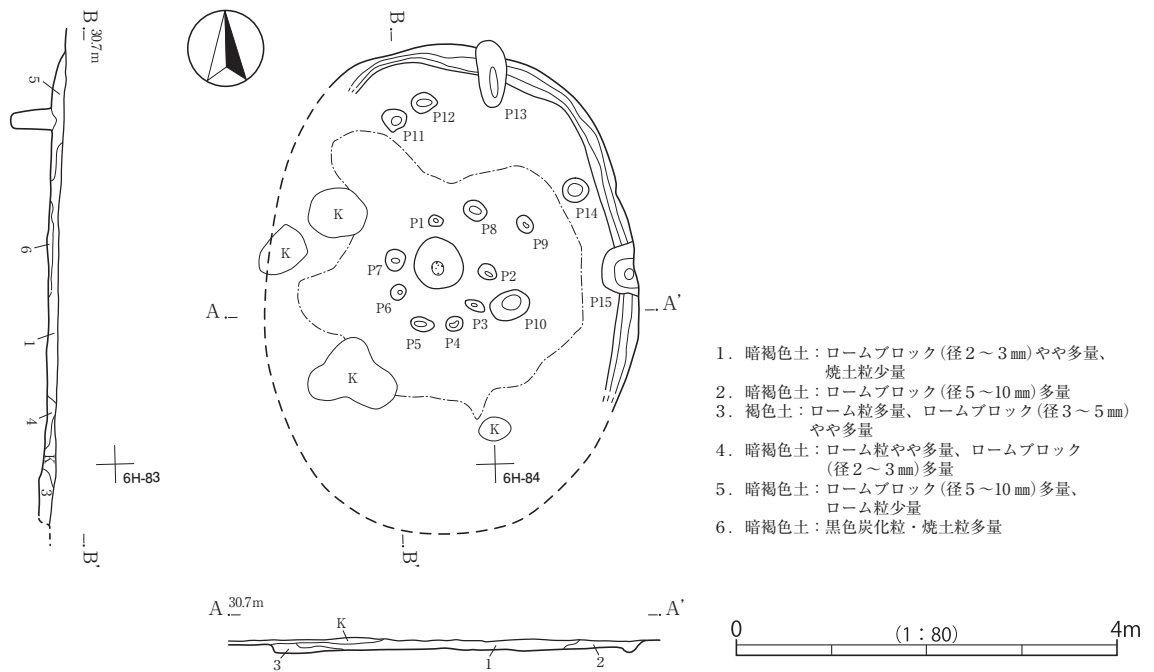 B
30.7m
5
6
1
4
K
3
B'
6H-83
B
P12
P11
P13
P14
K
P1
P8
P9
K
P7
P2
P6
P15
A
A'
P3
P10
P5
P4
K
K
6H-84
B'
A
30.7m
A'
K
3
1
2
1．暗褐色土：ロームブロック(径２～３㎜)やや多量、
焼土粒少量
2．暗褐色土：ロームブロック(径５～10㎜)多量
3．褐色土：ローム粒多量、ロームブロック(径３～５㎜)
やや多量
4．暗褐色土：ローム粒やや多量、ロームブロック
(径２～３㎜)多量
5．暗褐色土：ロームブロック(径５～10㎜)多量、
ローム粒少量
6．暗褐色土：黒色炭化粒・焼土粒多量
0
(1：80)
4m